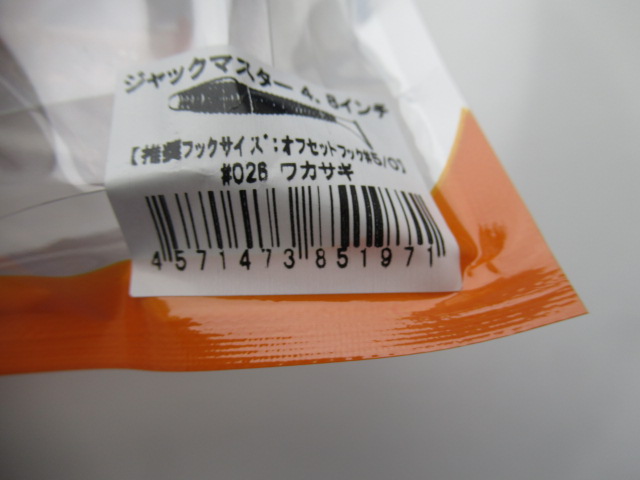 ジャックマスター 4.8インチ
【推奨フックサイズ:オフセットフック#5/0】
#026 ワカサギ
4571473851971